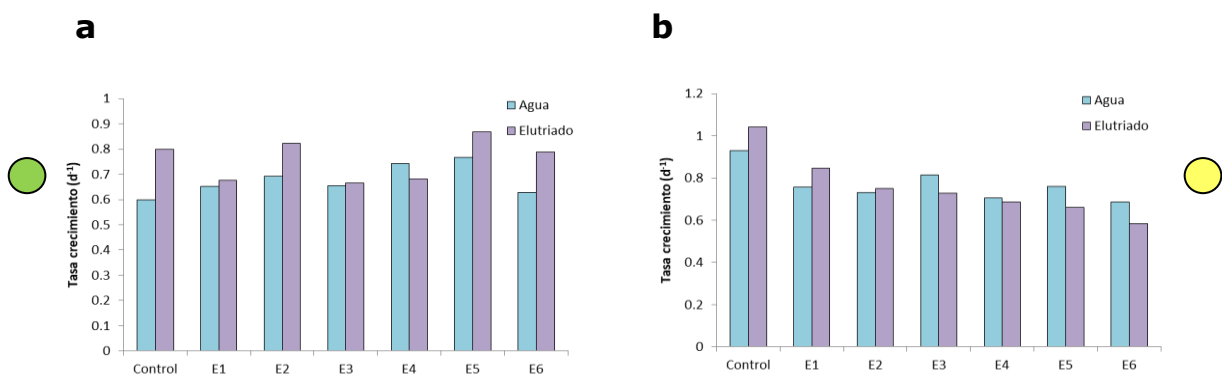 a
b
1
0.9
0.8
0.7
0.6
0.5
0.4
0.3
0.2
0.1
0
Tasa crecimiento (d-1)
Agua
Elutriado
Control E1 E2 E3 E4 E5 E6
1.2
1
0.8
0.6
0.4
0.2
0
Tasa crecimiento (d-1)
Agua
Elutriado
Control E1 E2 E3 E4 E5 E6